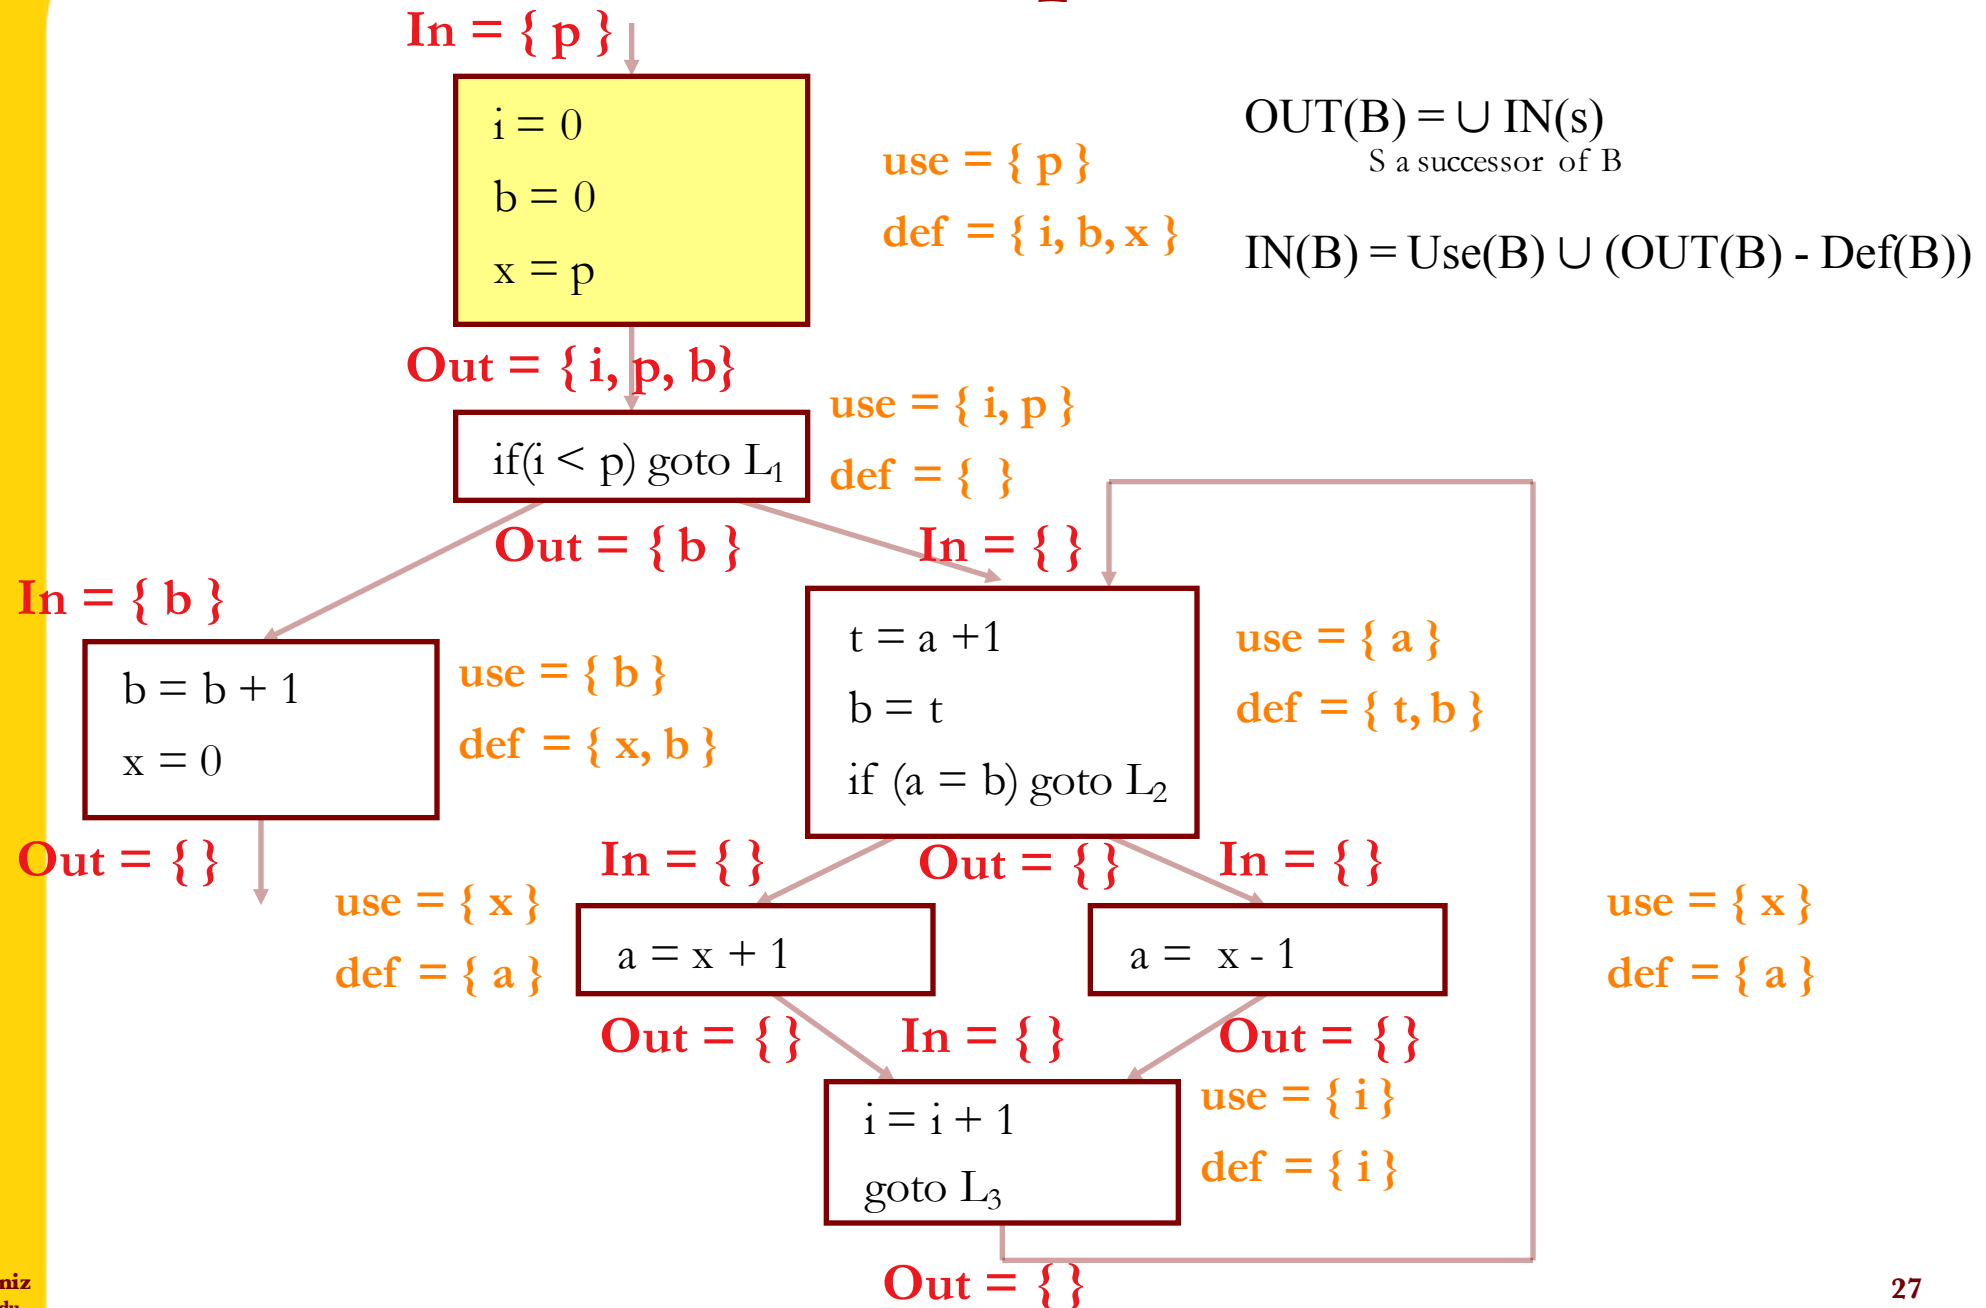 In = { p }
i = 0
b = 0
x = p
use = { p }
def = { i, b, x }
OUT(B) = ∪ IN(s)
S a successor of B
IN(B) = Use(B) ∪ (OUT(B) - Def(B))
Out = { i, p, b}
if(i < p) goto L₁
use = { i, p }
def = { }
Out = { b }
In = { }
In = { b }
b = b + 1
x = 0
use = { b }
def = { x, b }
t = a +1
b = t
if (a = b) goto L₂
use = { a }
def = { t, b }
Out = { }
In = { }
Out = { }
In = { }
use = { x }
def = { a }
a = x + 1
a = x - 1
use = { x }
def = { a }
Out = { }
In = { }
Out = { }
i = i + 1
goto L₃
use = { i }
def = { i }
Out = { }
niz
27